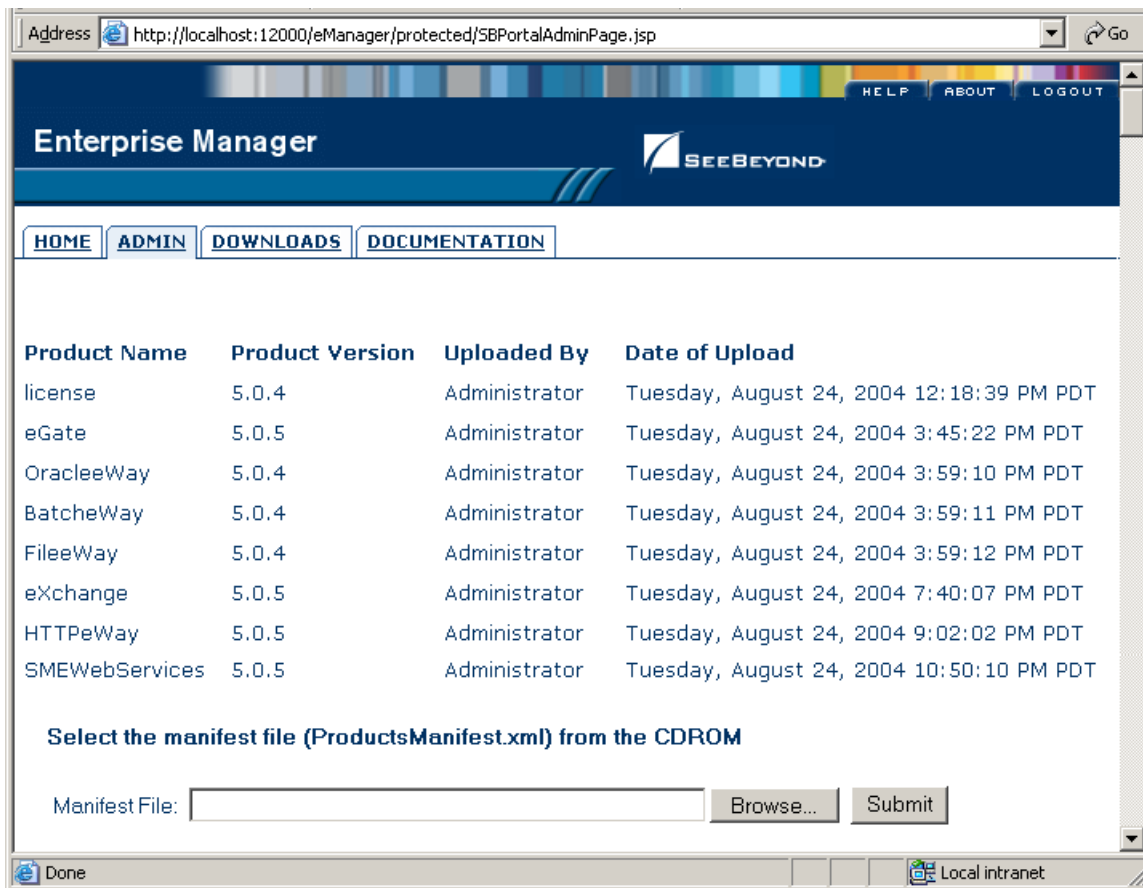 Address http://localhost:12000/eManager/protected/SBPortalAdminPage.jsp Go
HELP ABOUT LOGOUT
Enterprise Manager SEEBEYOND
HOME ADMIN DOWNLOADS DOCUMENTATION
Product Name Product Version Uploaded By Date of Upload
license 5.0.4 Administrator Tuesday, August 24, 2004 12:18:39 PM PDT
eGate 5.0.5 Administrator Tuesday, August 24, 2004 3:45:22 PM PDT
OracleeWay 5.0.4 Administrator Tuesday, August 24, 2004 3:59:10 PM PDT
BatcheWay 5.0.4 Administrator Tuesday, August 24, 2004 3:59:11 PM PDT
FileeWay 5.0.4 Administrator Tuesday, August 24, 2004 3:59:12 PM PDT
eXchange 5.0.5 Administrator Tuesday, August 24, 2004 7:40:07 PM PDT
HTTPeWay 5.0.5 Administrator Tuesday, August 24, 2004 9:02:02 PM PDT
SMEWebServices 5.0.5 Administrator Tuesday, August 24, 2004 10:50:10 PM PDT
Select the manifest file (ProductsManifest.xml) from the CDROM
Manifest File: Browse... Submit
Done Local intranet